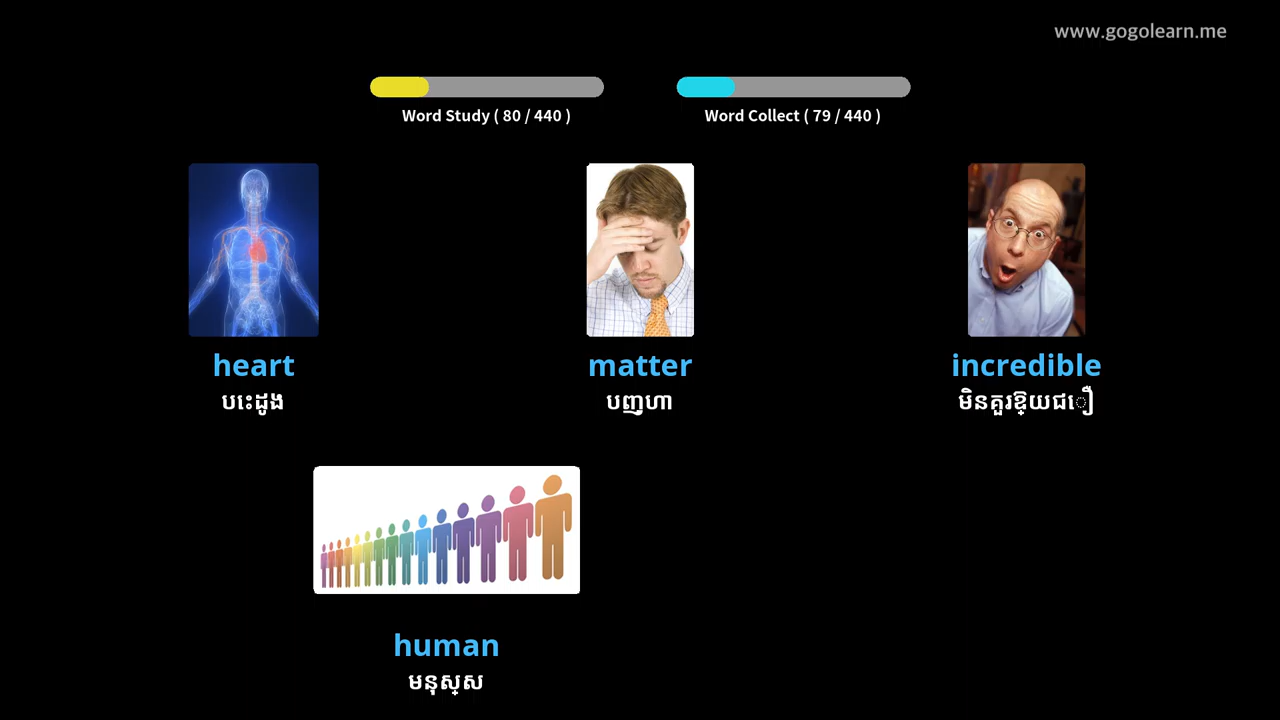 www.gogolearn.me
Word Study ( 80 / 440 )
Word Collect ( 79 / 440 )
heart
matter
incredible
បេះដូង
បញ្ហា
មិនគួរឱ្យជឿ
human
មនុស្ស